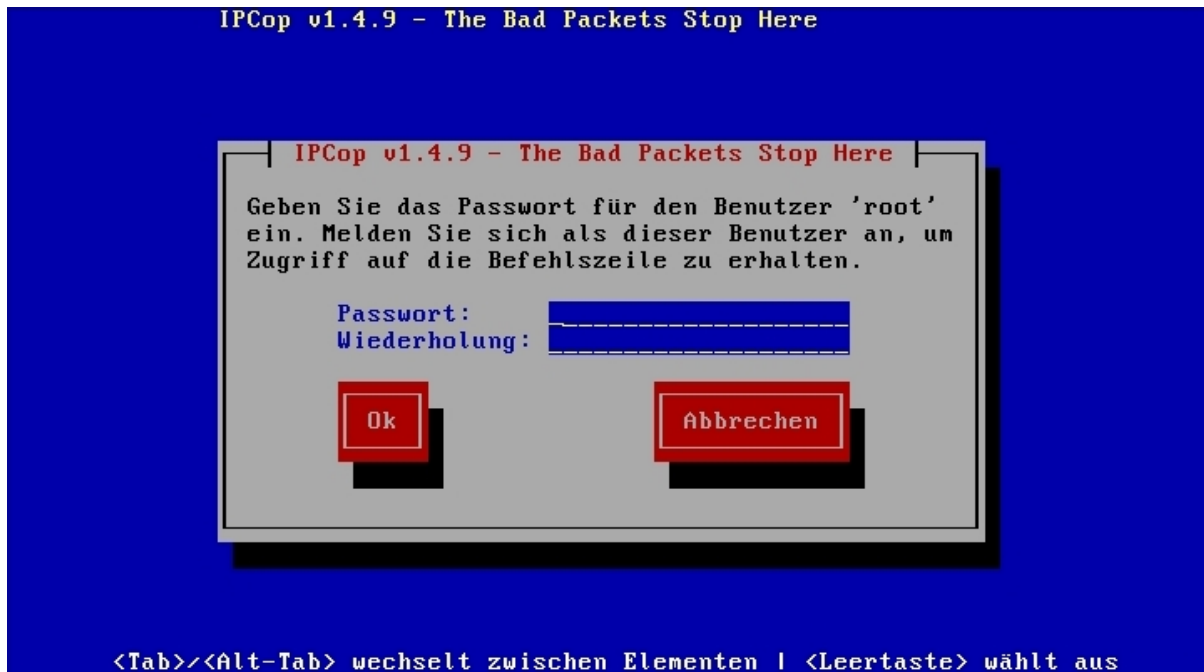 IPCop v1.4.9 - The Bad Packets Stop Here
IPCop v1.4.9 - The Bad Packets Stop Here
Geben Sie das Passwort für den Benutzer 'root'
ein. Melden Sie sich als dieser Benutzer an, um
Zugriff auf die Befehlszeile zu erhalten.
Passwort:
Wiederholung:
Ok Abbrechen
<Tab>/<Alt-Tab> wechselt zwischen Elementen | <Leertaste> wählt aus